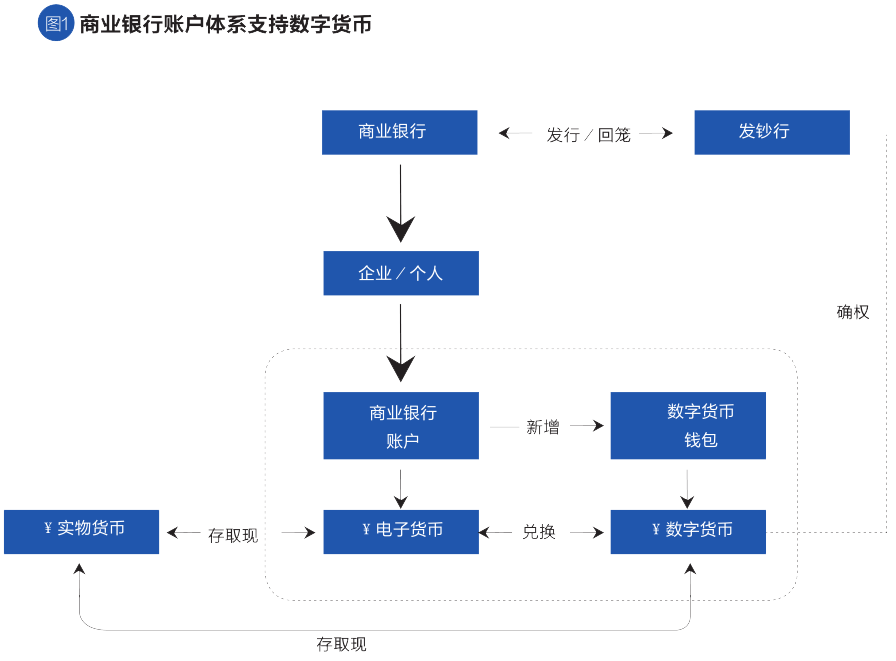 图1 商业银行账户体系支持数字货币
商业银行
发行／回笼
发钞行
企业／个人
确权
商业银行
账户
新增
数字货币
钱包
¥ 实物货币
存取现
¥ 电子货币
兑换
¥ 数字货币
存取现